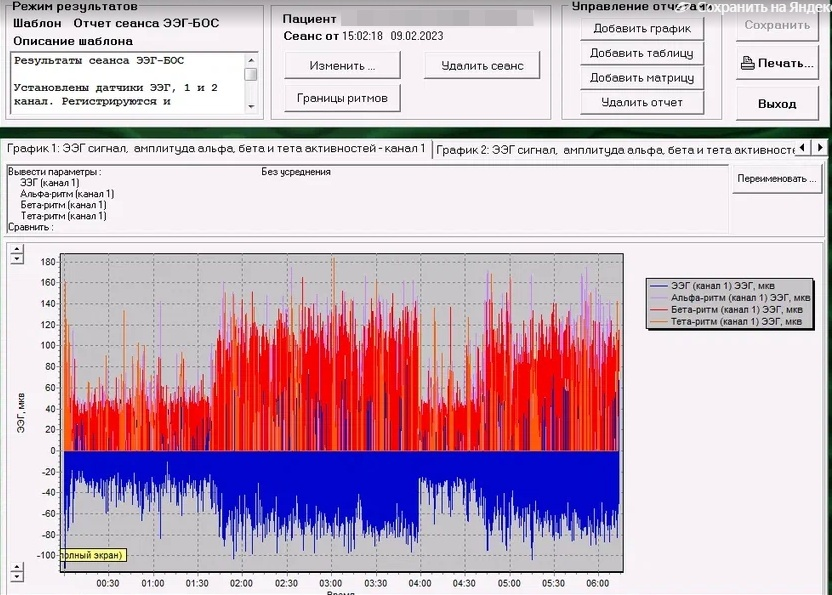 Режим результатов
Шаблон Отчет сеанса ЭЭГ-БОС
Описание шаблона
Результаты сеанса ЭЭГ-БОС
Установлены датчики ЭЭГ, 1 и 2
канал. Регистрируются и
Пациент
Сеанс от 15:02:18 09.02.2023
Изменить ...
Удалить сеанс
Границы ритмов
Управление
Сохранить на Яндекс
Добавить график
Добавить таблицу
Добавить матрицу
Удалить отчет
Сохранить
Печать...
Выход
График 1: ЭЭГ сигнал, амплитуда альфа, бета и тета активностей - канал 1
График 2: ЭЭГ сигнал, амплитуда альфа, бета и тета активносте
Вывести параметры :
Без усреднения
ЭЭГ (канал 1)
Альфа-ритм (канал 1)
Бета-ритм (канал 1)
Тета-ритм (канал 1)
Сравнить :
Переименовать ...
180
160
140
120
100
80
60
40
20
0
-20
-40
-60
-80
-100
ЭЭГ, мкв
ЭЭГ (канал 1) ЭЭГ, мкв
Альфа-ритм (канал 1) ЭЭГ, мкв
Бета-ритм (канал 1) ЭЭГ, мкв
Тета-ритм (канал 1) ЭЭГ, мкв
олный экран)
00:30 01:00 01:30 02:00 02:30 03:00 03:30 04:00 04:30 05:00 05:30 06:00
Время